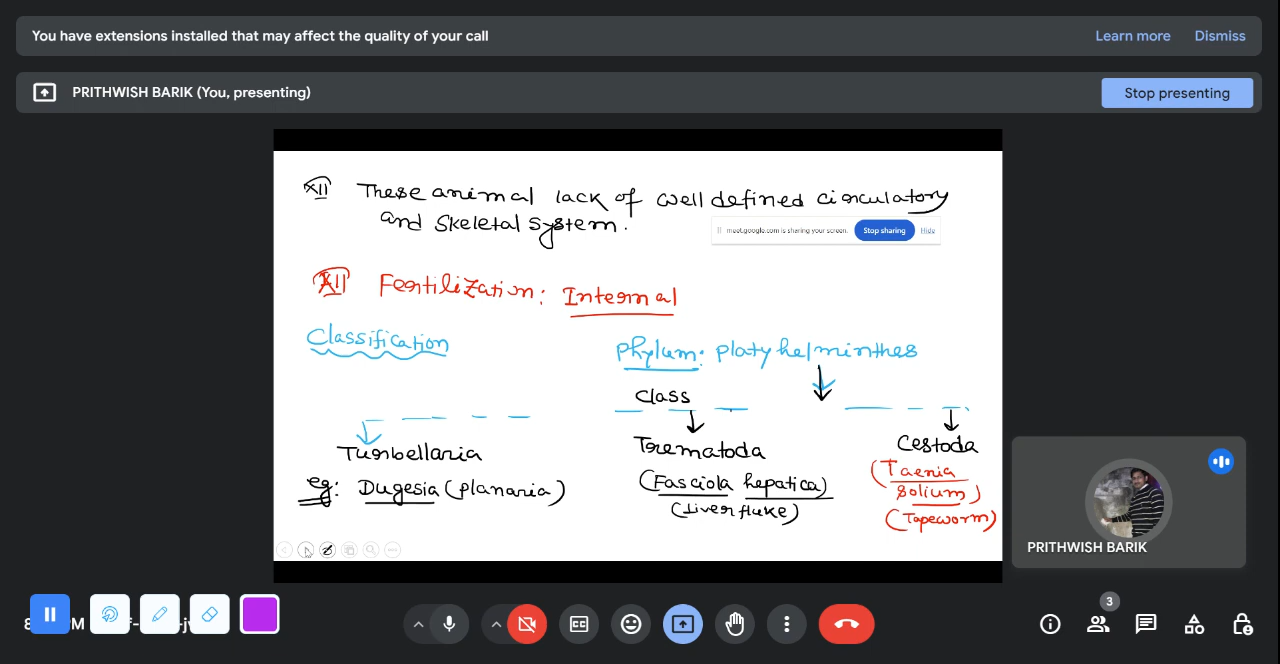 You have extensions installed that may affect the quality of your call
Learn more
Dismiss
PRITHWISH BARIK (You, presenting)
Stop presenting
XII These animal lack of well defined circulatory
and skeletal system.
meet.google.com is sharing your screen.
Stop sharing
Hide
XII Fertilization: Internal
Classification
Phylum: platyhelminthes
Class
Turbellaria
Trematoda
Cestoda
eg: Dugesia (planaria)
(Fasciola hepatica)
(Liver fluke)
(Taenia
solium)
(Tapeworm)
PRITHWISH BARIK
3